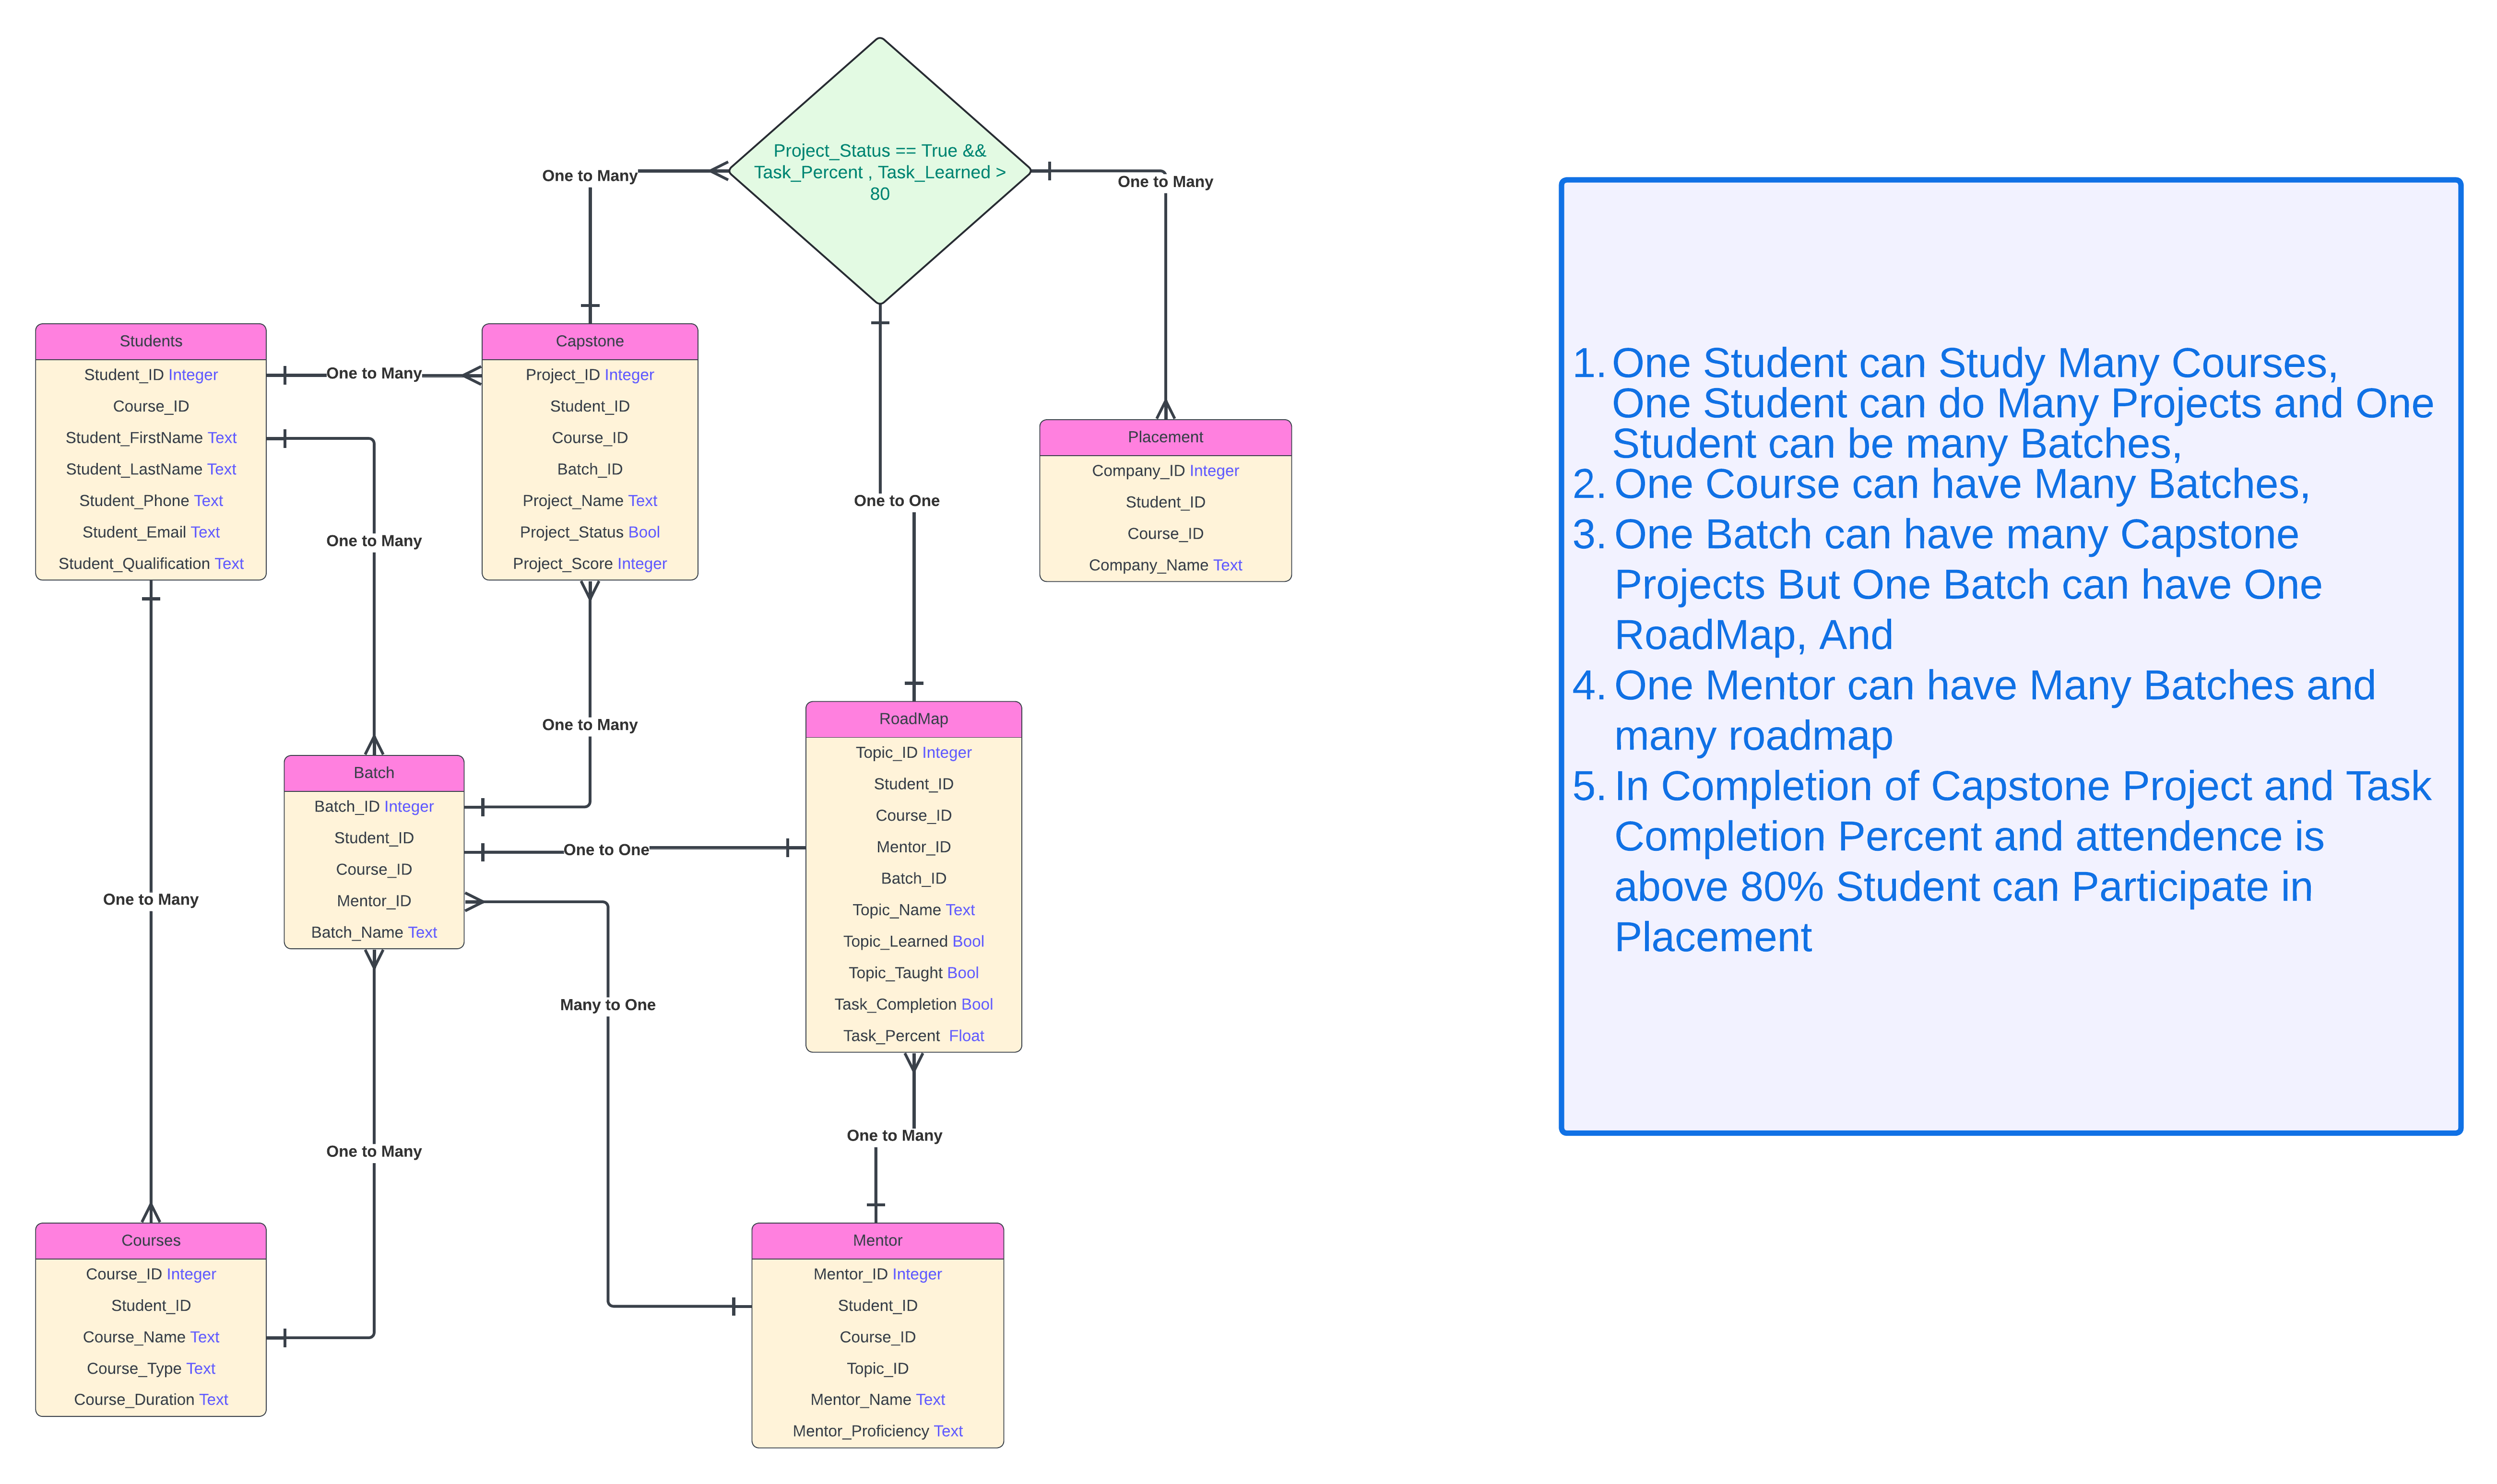 Project_Status == True &&
Task_Percent , Task_Learned >
80
One to Many
One to Many
Students
Student_ID Integer
Course_ID
Student_FirstName Text
Student_LastName Text
Student_Phone Text
Student_Email Text
Student_Qualification Text
One to Many
Capstone
Project_ID Integer
Student_ID
Course_ID
Batch_ID
Project_Name Text
Project_Status Bool
Project_Score Integer
One to One
Placement
Company_ID Integer
Student_ID
Course_ID
Company_Name Text
One to Many
One to Many
RoadMap
Topic_ID Integer
Student_ID
Course_ID
Mentor_ID
Batch_ID
Topic_Name Text
Topic_Learned Bool
Topic_Taught Bool
Task_Completion Bool
Task_Percent Float
Batch
Batch_ID Integer
Student_ID
Course_ID
Mentor_ID
Batch_Name Text
One to One
One to Many
Many to One
One to Many
One to Many
Courses
Course_ID Integer
Student_ID
Course_Name Text
Course_Type Text
Course_Duration Text
Mentor
Mentor_ID Integer
Student_ID
Course_ID
Topic_ID
Mentor_Name Text
Mentor_Proficiency Text
1. One Student can Study Many Courses,
One Student can do Many Projects and One
Student can be many Batches,
2. One Course can have Many Batches,
3. One Batch can have many Capstone
Projects But One Batch can have One
RoadMap, And
4. One Mentor can have Many Batches and
many roadmap
5. In Completion of Capstone Project and Task
Completion Percent and attendence is
above 80% Student can Participate in
Placement